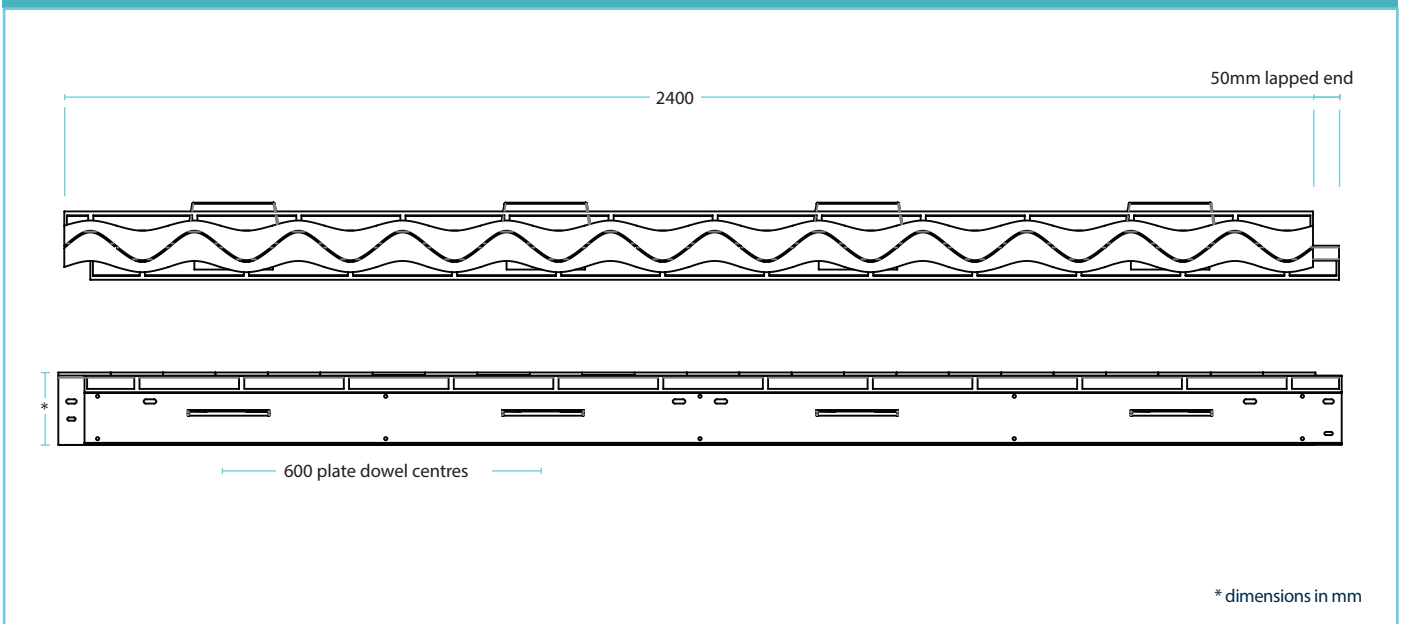 50mm lapped end
2400
*
600 plate dowel centres
* dimensions in mm